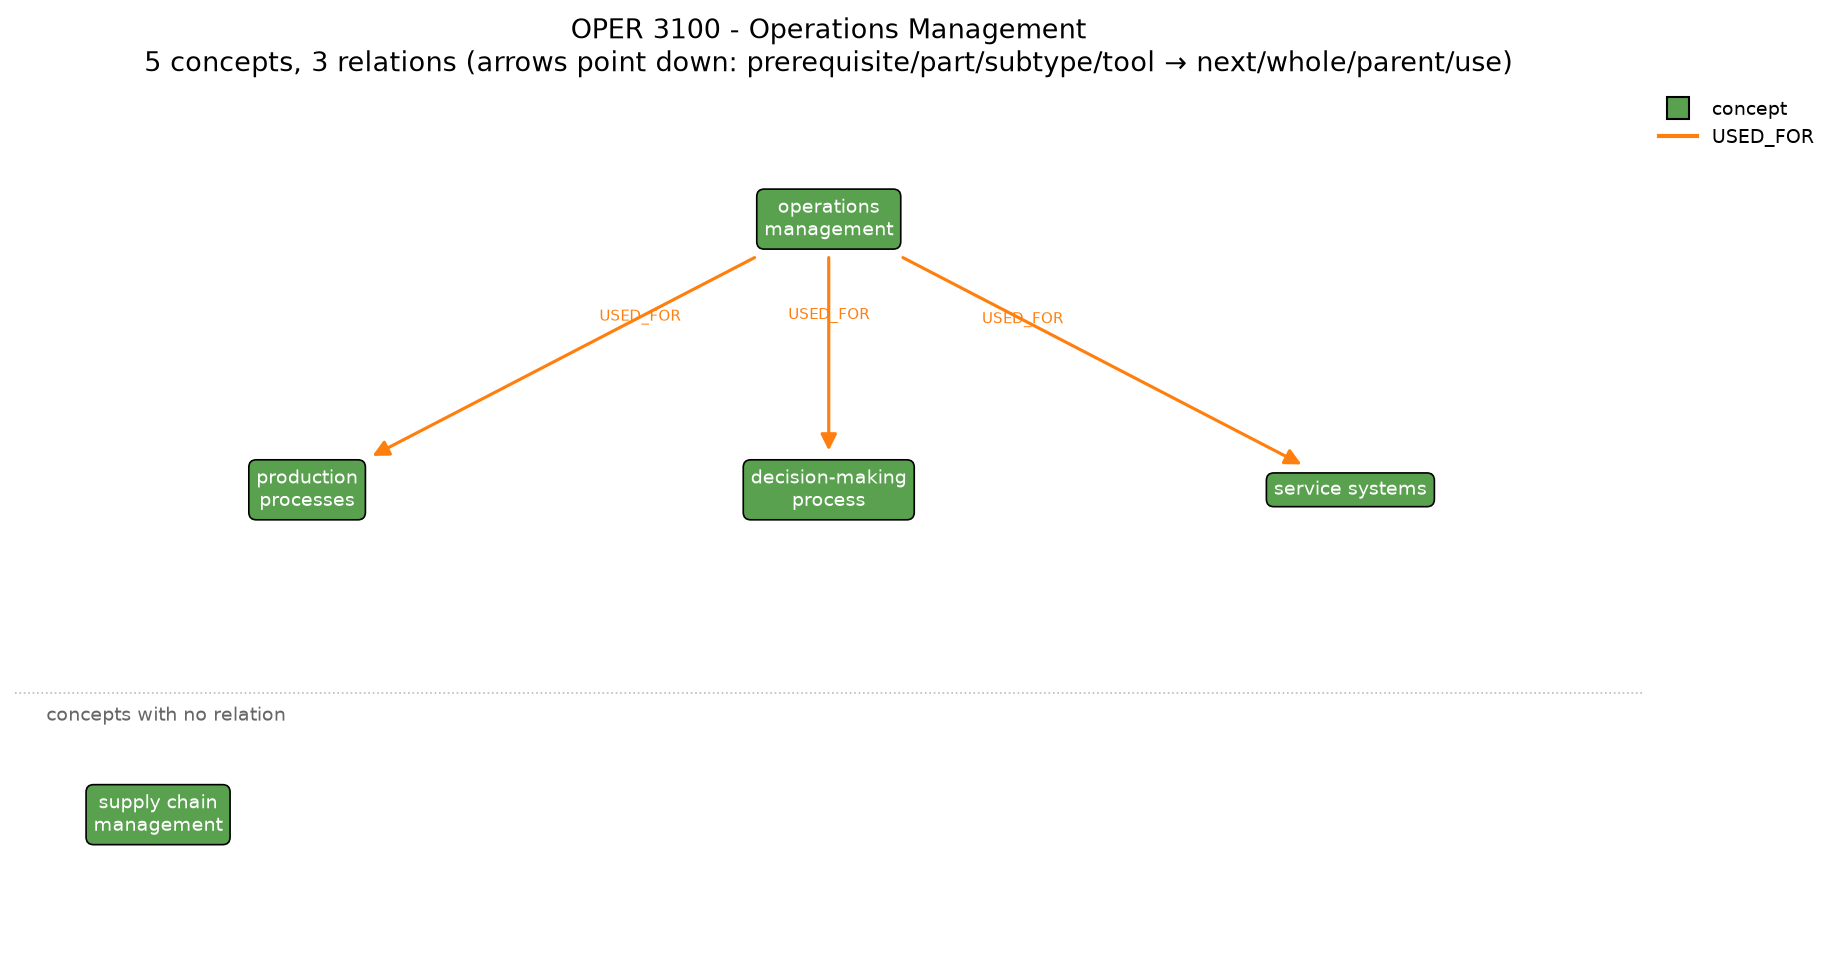 OPER 3100 - Operations Management
5 concepts, 3 relations (arrows point down: prerequisite/part/subtype/tool → next/whole/parent/use)
concept
USED_FOR
operations
management
USED_FOR
USED_FOR
USED_FOR
production
processes
decision-making
process
service systems
concepts with no relation
supply chain
management